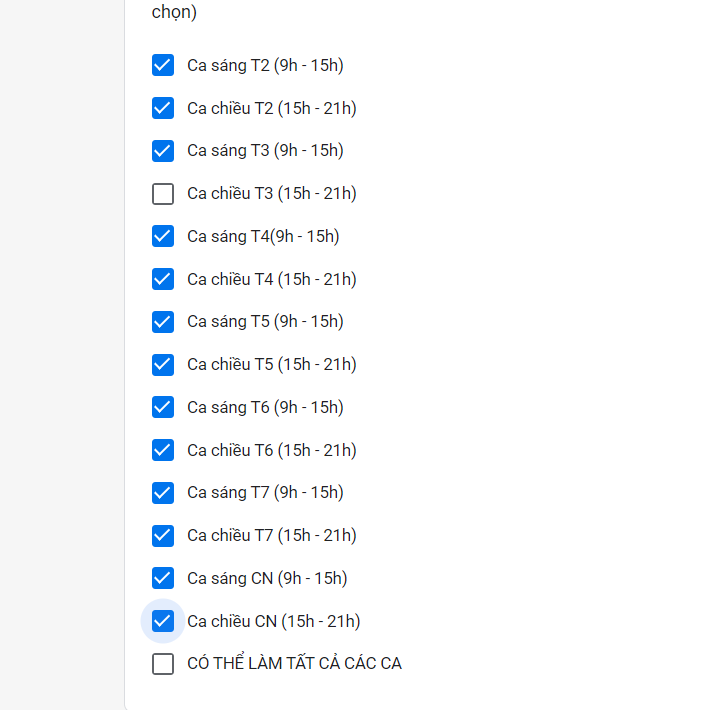 chọn)
Ca sáng T2 (9h - 15h)
Ca chiều T2 (15h - 21h)
Ca sáng T3 (9h - 15h)
Ca chiều T3 (15h - 21h)
Ca sáng T4(9h - 15h)
Ca chiều T4 (15h - 21h)
Ca sáng T5 (9h - 15h)
Ca chiều T5 (15h - 21h)
Ca sáng T6 (9h - 15h)
Ca chiều T6 (15h - 21h)
Ca sáng T7 (9h - 15h)
Ca chiều T7 (15h - 21h)
Ca sáng CN (9h - 15h)
Ca chiều CN (15h - 21h)
CÓ THỂ LÀM TẤT CẢ CÁC CA